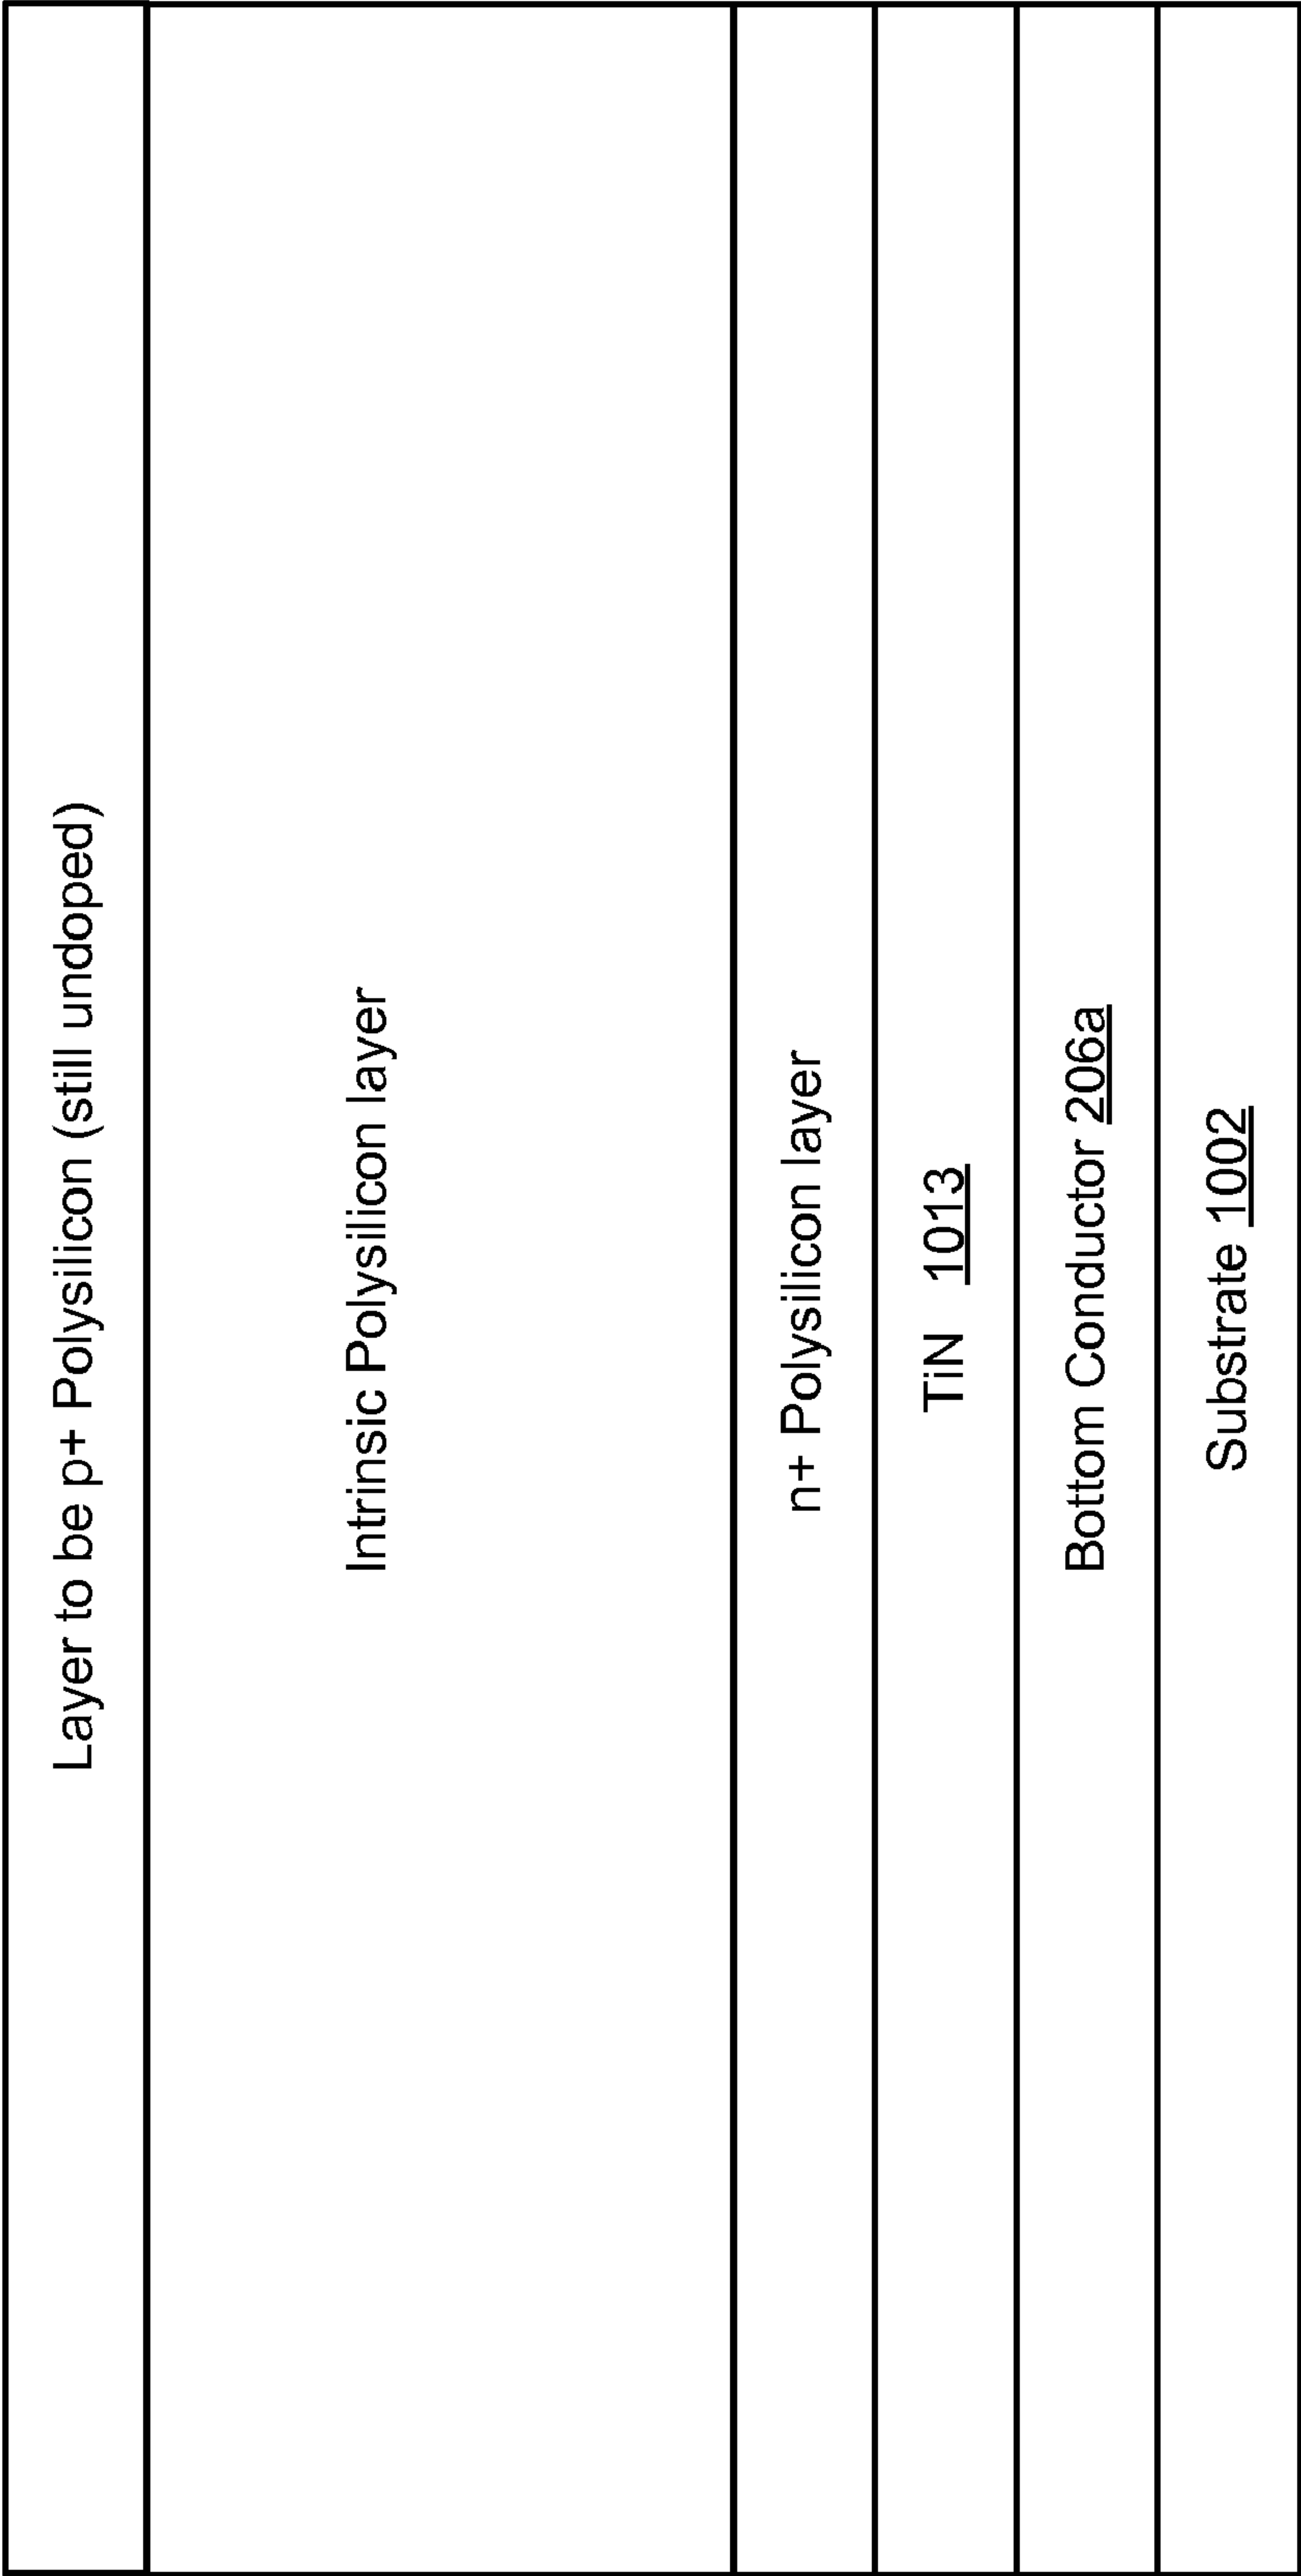 Layer to be p+ Polysilicon (still undoped)
Intrinsic Polysilicon layer
n+ Polysilicon layer
TiN 1013
Bottom Conductor 206a
Substrate 1002